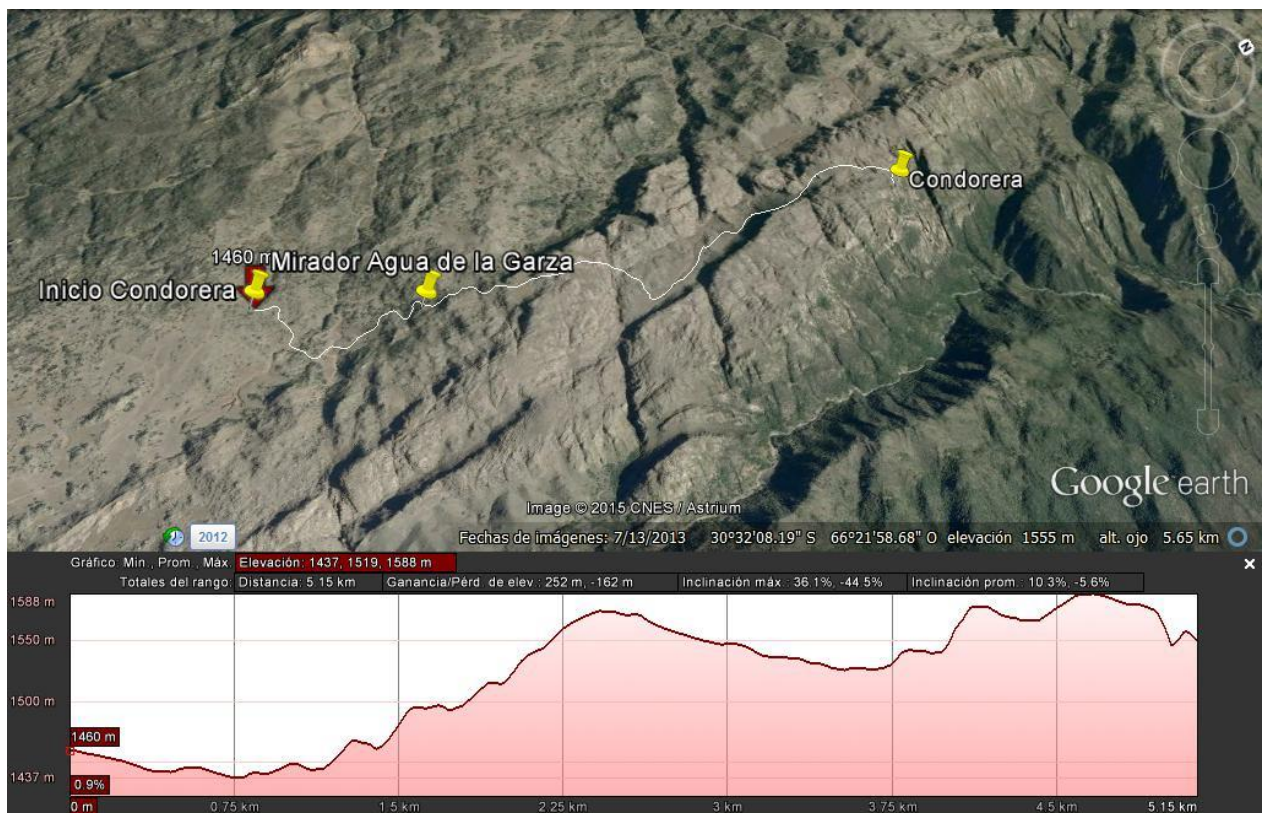 N
Condorera
1460 m
Mirador Agua de la Garza
Inicio Condorera
Google earth
Image © 2015 CNES / Astrium
2012
Fechas de imágenes: 7/13/2013 30°32'08.19" S 66°21'58.68" O elevación 1555 m alt. ojo 5.65 km
Gráfico Min., Prom., Máx. Elevación: 1437, 1519, 1588 m
Totales del rango: Distancia: 5.15 km Ganancia/Pérd. de elev.: 252 m, -162 m Inclinación máx.: 36.1%, -44.5% Inclinación prom.: 10.3%, -5.6%
1588 m
1550 m
1500 m
1460 m
1437 m
0.9%
0 m 0.75 km 1.5 km 2.25 km 3 km 3.75 km 4.5 km 5.15 km